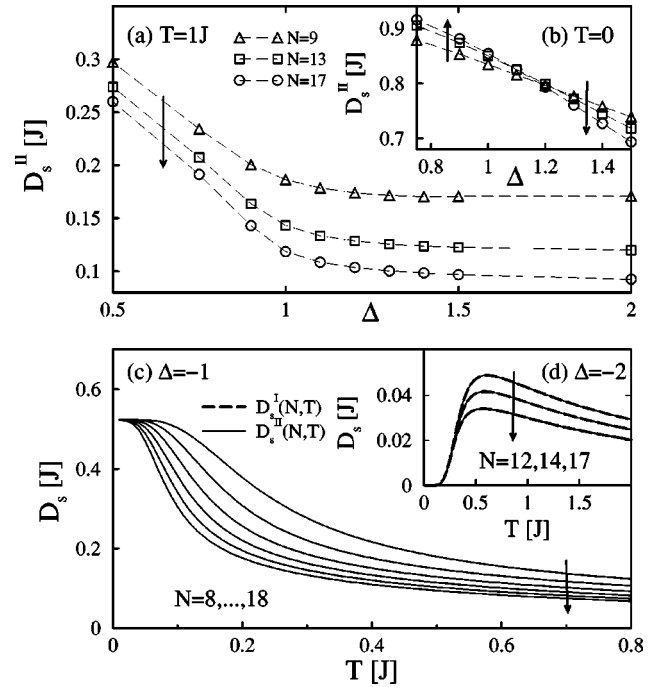 (a) T=1J
N=9
N=13
N=17
0.3
0.25
0.2
0.15
0.1
D_s^II [J]
0.5
1
1.5
2
Δ
(b) T=0
0.9
0.8
0.7
D_s^II [J]
0.8
1
1.2
1.4
Δ
(c) Δ=−1
D_s^I(N,T)
D_s^II(N,T)
0.6
0.4
0.2
0
D_s [J]
N=8,...,18
0
0.2
0.4
0.6
0.8
T [J]
(d) Δ=−2
0.04
0.02
0
D_s [J]
N=12,14,17
0
0.5
1
T [J]